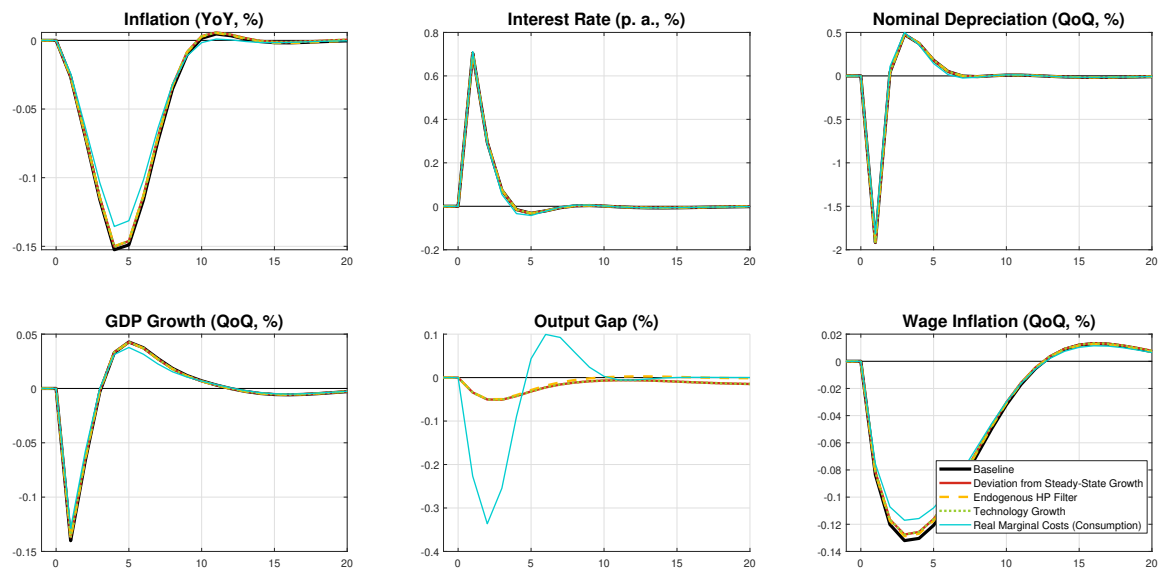 Inflation (YoY, %)
0
-0.05
-0.1
-0.15
0 5 10 15 20
Interest Rate (p. a., %)
0.8
0.6
0.4
0.2
0
-0.2
0 5 10 15 20
Nominal Depreciation (QoQ, %)
0.5
0
-0.5
-1
-1.5
-2
0 5 10 15 20
GDP Growth (QoQ, %)
0.05
0
-0.05
-0.1
-0.15
0 5 10 15 20
Output Gap (%)
0.1
0
-0.1
-0.2
-0.3
-0.4
0 5 10 15 20
Wage Inflation (QoQ, %)
0.02
0
-0.02
-0.04
-0.06
-0.08
-0.1
-0.12
-0.14
0 5 10 15 20
Baseline
Deviation from Steady-State Growth
Endogenous HP Filter
Technology Growth
Real Marginal Costs (Consumption)